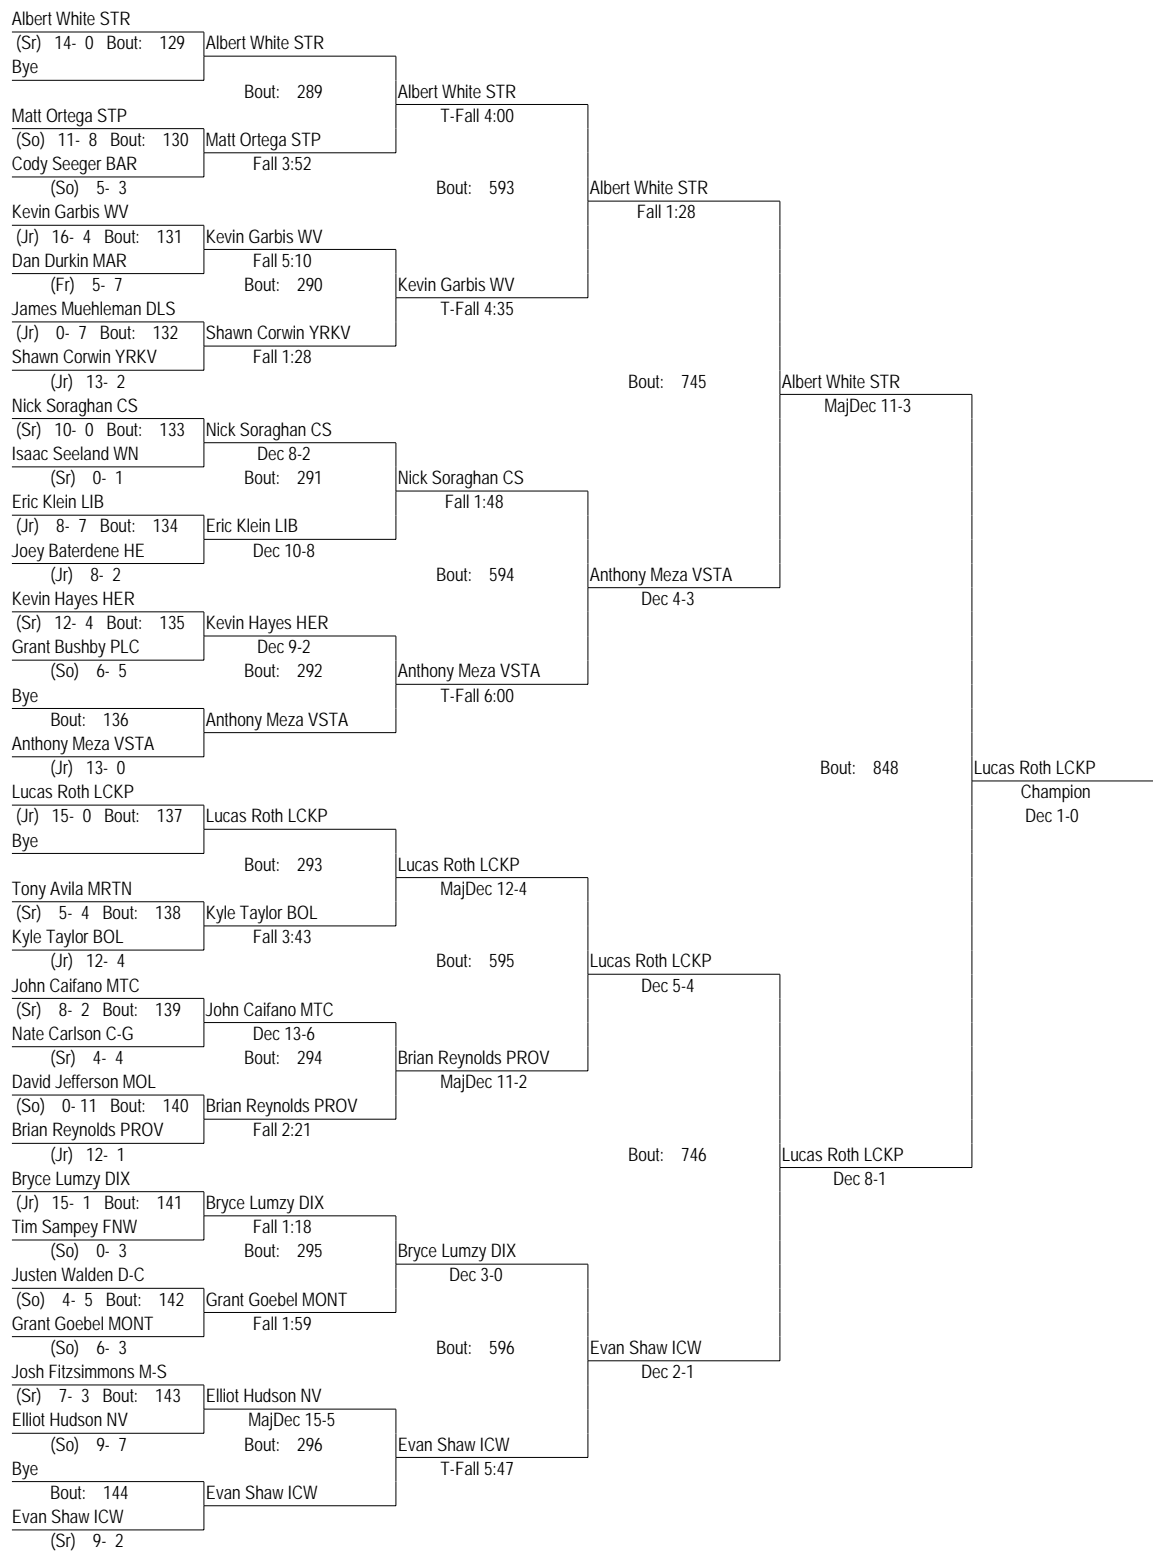 Albert White STR
(Sr) 14- 0 Bout: 129 Albert White STR
Bye
Bout: 289 Albert White STR
Matt Ortega STP T-Fall 4:00
(So) 11- 8 Bout: 130 Matt Ortega STP
Cody Seeger BAR Fall 3:52
(So) 5- 3 Bout: 593 Albert White STR
Kevin Garbis WV Fall 1:28
(Jr) 16- 4 Bout: 131 Kevin Garbis WV
Dan Durkin MAR Fall 5:10
(Fr) 5- 7 Bout: 290 Kevin Garbis WV
James Muehleman DLS T-Fall 4:35
(Jr) 0- 7 Bout: 132 Shawn Corwin YRKV
Shawn Corwin YRKV Fall 1:28
(Jr) 13- 2 Bout: 745 Albert White STR
Nick Soraghan CS MajDec 11-3
(Sr) 10- 0 Bout: 133 Nick Soraghan CS
Isaac Seeland WN Dec 8-2
(Sr) 0- 1 Bout: 291 Nick Soraghan CS
Eric Klein LIB Fall 1:48
(Jr) 8- 7 Bout: 134 Eric Klein LIB
Joey Baterdene HE Dec 10-8
(Jr) 8- 2 Bout: 594 Anthony Meza VSTA
Kevin Hayes HER Dec 4-3
(Sr) 12- 4 Bout: 135 Kevin Hayes HER
Grant Bushby PLC Dec 9-2
(So) 6- 5 Bout: 292 Anthony Meza VSTA
Bye T-Fall 6:00
Bout: 136 Anthony Meza VSTA
Anthony Meza VSTA
(Jr) 13- 0 Bout: 848 Lucas Roth LCKP
Lucas Roth LCKP Champion
(Jr) 15- 0 Bout: 137 Lucas Roth LCKP Dec 1-0
Bye
Bout: 293 Lucas Roth LCKP
Tony Avila MRTN MajDec 12-4
(Sr) 5- 4 Bout: 138 Kyle Taylor BOL
Kyle Taylor BOL Fall 3:43
(Jr) 12- 4 Bout: 595 Lucas Roth LCKP
John Caifano MTC Dec 5-4
(Sr) 8- 2 Bout: 139 John Caifano MTC
Nate Carlson C-G Dec 13-6
(Sr) 4- 4 Bout: 294 Brian Reynolds PROV
David Jefferson MOL MajDec 11-2
(So) 0- 11 Bout: 140 Brian Reynolds PROV
Brian Reynolds PROV Fall 2:21
(Jr) 12- 1 Bout: 746 Lucas Roth LCKP
Bryce Lumzy DIX Dec 8-1
(Jr) 15- 1 Bout: 141 Bryce Lumzy DIX
Tim Sampey FNW Fall 1:18
(So) 0- 3 Bout: 295 Bryce Lumzy DIX
Justen Walden D-C Dec 3-0
(So) 4- 5 Bout: 142 Grant Goebel MONT
Grant Goebel MONT Fall 1:59
(So) 6- 3 Bout: 596 Evan Shaw ICW
Josh Fitzsimmons M-S Dec 2-1
(Sr) 7- 3 Bout: 143 Elliot Hudson NV
Elliot Hudson NV MajDec 15-5
(So) 9- 7 Bout: 296 Evan Shaw ICW
Bye T-Fall 5:47
Bout: 144 Evan Shaw ICW
Evan Shaw ICW
(Sr) 9- 2